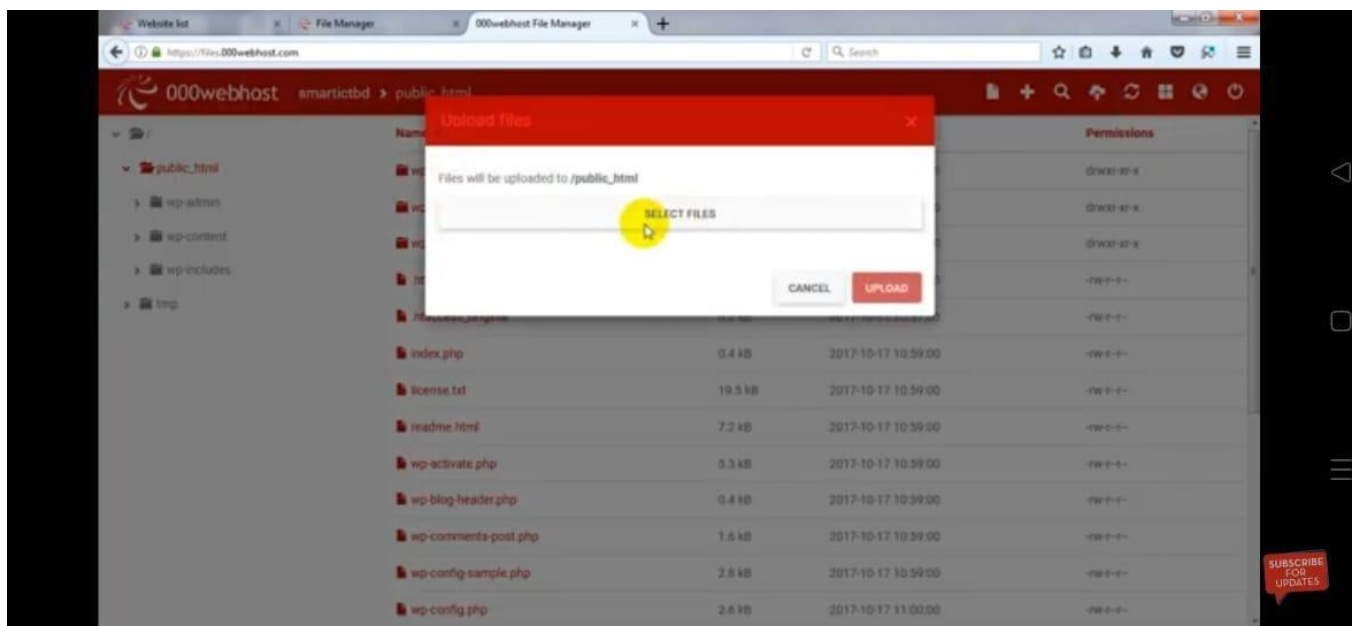 Website list
File Manager
000webhost File Manager
https://files.000webhost.com
Search
000webhost smartictbd > public_html
Upload files
Files will be uploaded to /public_html
SELECT FILES
CANCEL
UPLOAD
/
public_html
wp-admin
wp-content
wp-includes
tmp
Name
Permissions
drwxr-xr-x
drwxr-xr-x
drwxr-xr-x
-rw-r--r--
-rw-r--r--
index.php 0.4 kB 2017-10-17 10:59:00 -rw-r--r--
license.txt 19.5 kB 2017-10-17 10:59:00 -rw-r--r--
readme.html 7.2 kB 2017-10-17 10:59:00 -rw-r--r--
wp-activate.php 5.3 kB 2017-10-17 10:59:00 -rw-r--r--
wp-blog-header.php 0.4 kB 2017-10-17 10:59:00 -rw-r--r--
wp-comments-post.php 1.6 kB 2017-10-17 10:59:00 -rw-r--r--
wp-config-sample.php 2.8 kB 2017-10-17 10:59:00 -rw-r--r--
wp-config.php 2.6 kB 2017-10-17 11:00:00 -rw-r--r--
SUBSCRIBE
FOR
UPDATES